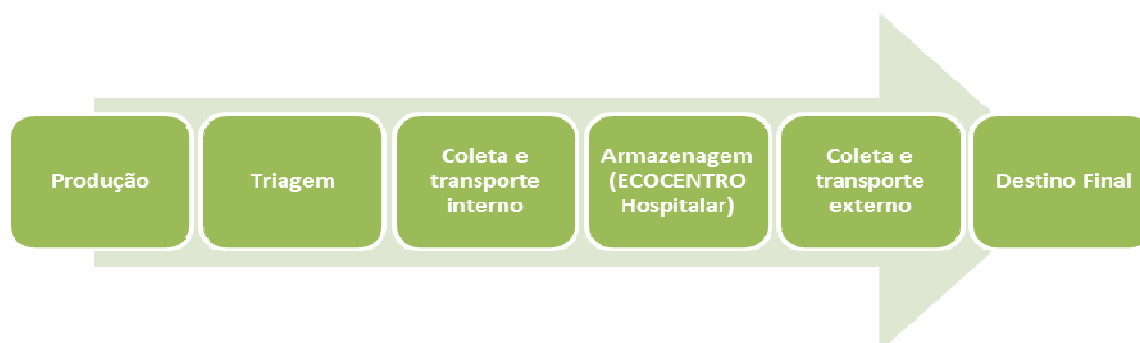 Produção
Triagem
Coleta e
transporte
interno
Armazenagem
(ECOCENTRO
Hospitalar)
Coleta e
transporte
externo
Destino Final